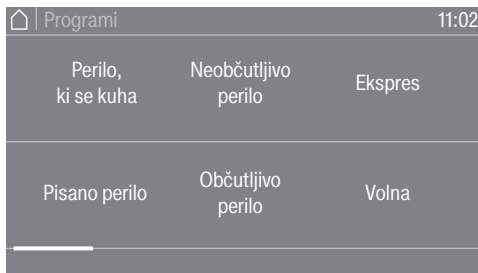 Programi 11:02
Perilo,
ki se kuha
Neobčutljivo
perilo
Ekspres
Pisano perilo
Občutljivo
perilo
Volna